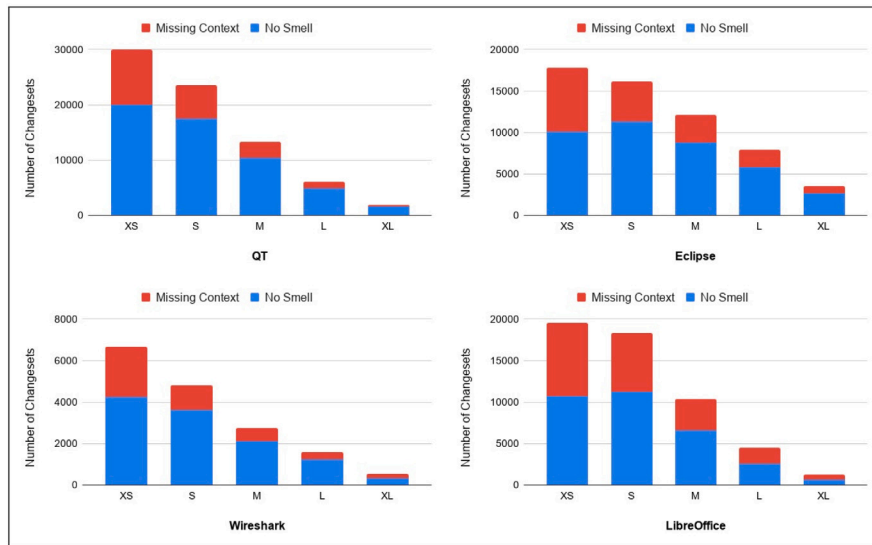 Missing Context No Smell
Number of Changesets
30000
20000
10000
0
XS S M L XL
QT
Missing Context No Smell
Number of Changesets
20000
15000
10000
5000
0
XS S M L XL
Eclipse
Missing Context No Smell
Number of Changesets
8000
6000
4000
2000
0
XS S M L XL
Wireshark
Missing Context No Smell
Number of Changesets
20000
15000
10000
5000
0
XS S M L XL
LibreOffice